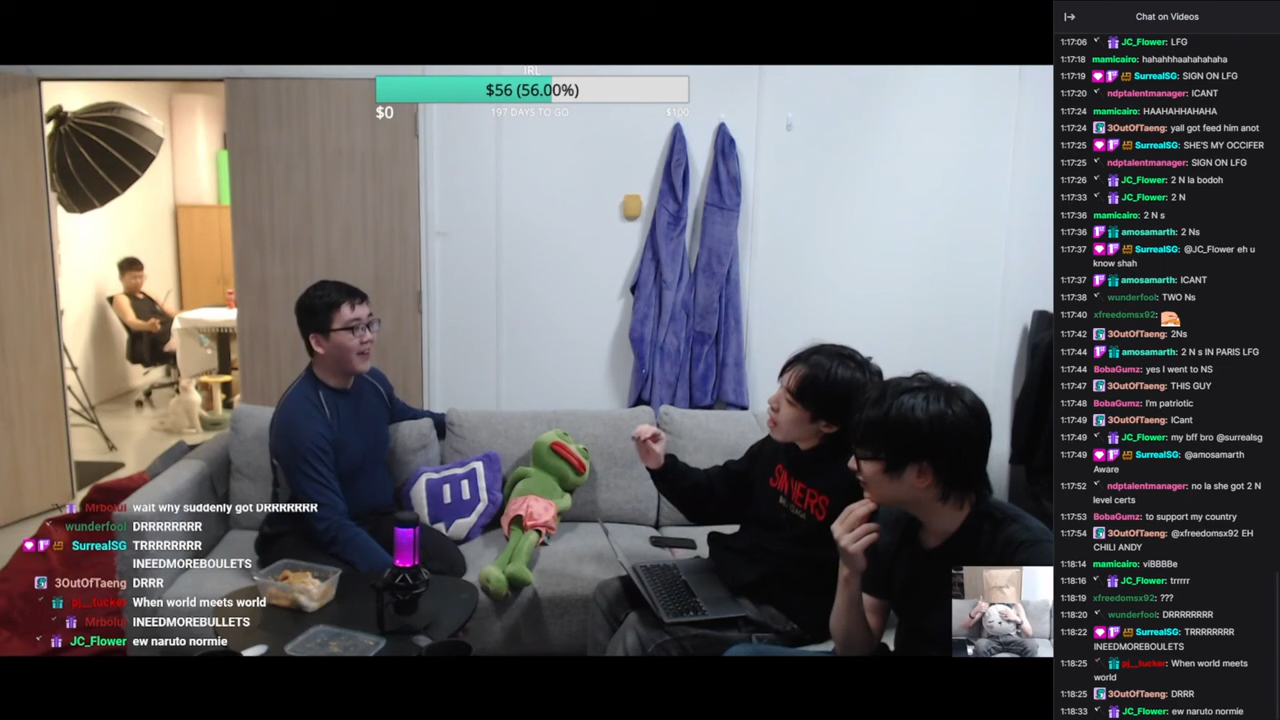 IRL
$56 (56.00%)
$0
197 DAYS TO GO
$100
SINNERS
Mrbolul wait why suddenly got DRRRRRRR
wunderfool DRRRRRRRR
SurrealSG TRRRRRRRR
INEEDMOREBOULETS
3OutOfTaeng DRRR
pj__tucker When world meets world
Mrbolul INEEDMOREBULLETS
JC_Flower ew naruto normie
Chat on Videos
1:17:06 JC_Flower: LFG
1:17:18 mamicairo: hahahhhaahahahaha
1:17:19 SurrealSG: SIGN ON LFG
1:17:20 ndptalentmanager: ICANT
1:17:24 mamicairo: HAAHAHHAHAHA
1:17:24 3OutOfTaeng: yall got feed him anot
1:17:25 SurrealSG: SHE'S MY OCCIFER
1:17:25 ndptalentmanager: SIGN ON LFG
1:17:26 JC_Flower: 2 N la bodoh
1:17:33 JC_Flower: 2 N
1:17:36 mamicairo: 2 N s
1:17:36 amosamarth: 2 Ns
1:17:37 SurrealSG: @JC_Flower eh u
know shah
1:17:37 amosamarth: ICANT
1:17:38 wunderfool: TWO Ns
1:17:40 xfreedomsx92:
1:17:42 3OutOfTaeng: 2Ns
1:17:44 amosamarth: 2 N s IN PARIS LFG
1:17:44 BobaGumz: yes I went to NS
1:17:47 3OutOfTaeng: THIS GUY
1:17:48 BobaGumz: I'm patriotic
1:17:49 3OutOfTaeng: ICant
1:17:49 JC_Flower: my bff bro @surrealsg
1:17:49 SurrealSG: @amosamarth
Aware
1:17:52 ndptalentmanager: no la she got 2 N
level certs
1:17:53 BobaGumz: to support my country
1:17:54 3OutOfTaeng: @xfreedomsx92 EH
CHILI ANDY
1:18:14 mamicairo: viBBBBe
1:18:16 JC_Flower: trrrrr
1:18:19 xfreedomsx92: ???
1:18:20 wunderfool: DRRRRRRRR
1:18:22 SurrealSG: TRRRRRRRR
INEEDMOREBOULETS
1:18:25 pj__tucker: When world meets
world
1:18:25 3OutOfTaeng: DRRR
1:18:33 JC_Flower: ew naruto normie